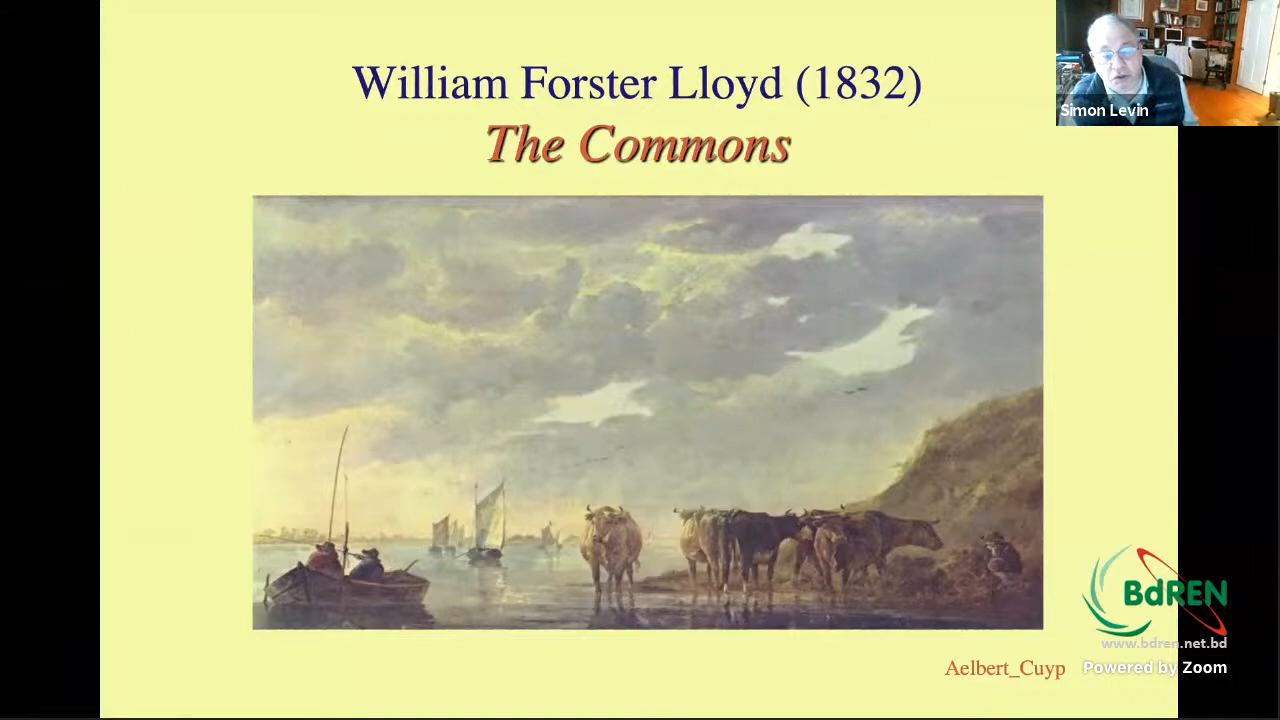 William Forster Lloyd (1832)
The Commons
Simon Levin
BdREN
www.bdren.net.bd
Aelbert_Cuyp
Powered by Zoom